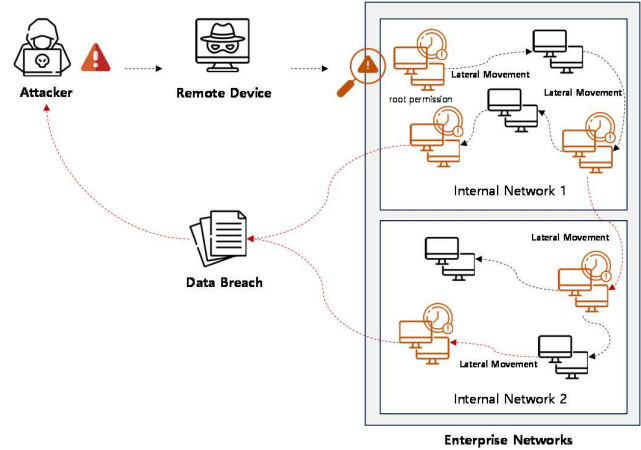 Attacker
Remote Device
Lateral Movement
Lateral Movement
root permission
Internal Network 1
Lateral Movement
Data Breach
Lateral Movement
Internal Network 2
Enterprise Networks